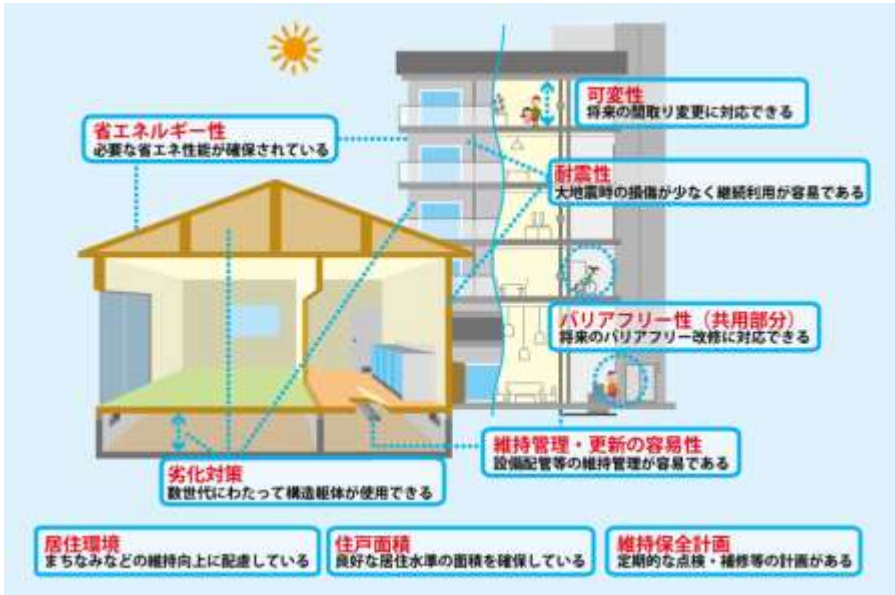 可変性
将来の間取り変更に対応できる
省エネルギー性
必要な省エネ性能が確保されている
耐震性
大地震時の損傷が少なく継続利用が容易である
バリアフリー性（共用部分）
将来のバリアフリー改修に対応できる
維持管理・更新の容易性
設備配管等の維持管理が容易である
劣化対策
数世代にわたって構造躯体が使用できる
居住環境
まちなみなどの維持向上に配慮している
住戸面積
良好な居住水準の面積を確保している
維持保全計画
定期的な点検・補修等の計画がある